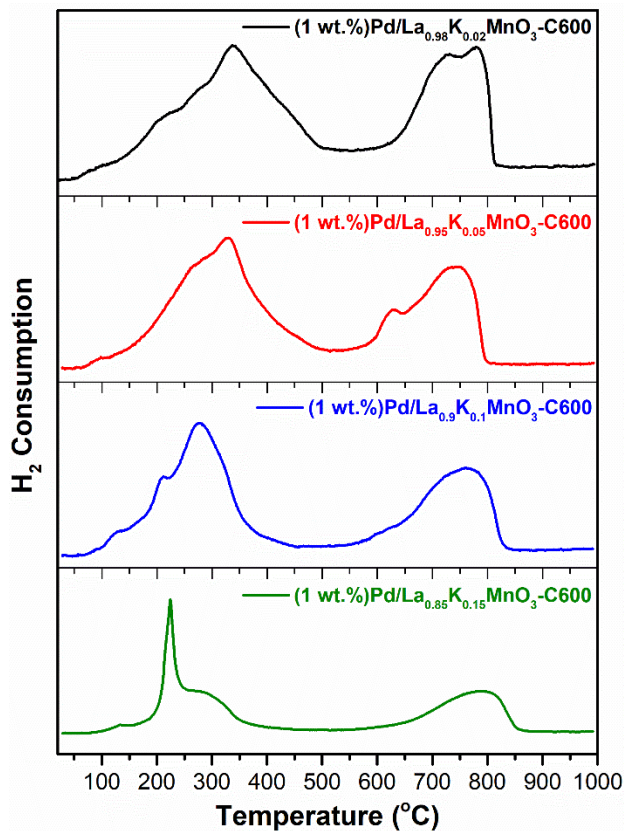 (1 wt.%)Pd/La0.98K0.02MnO3-C600
(1 wt.%)Pd/La0.95K0.05MnO3-C600
(1 wt.%)Pd/La0.9K0.1MnO3-C600
(1 wt.%)Pd/La0.85K0.15MnO3-C600
H2 Consumption
100 200 300 400 500 600 700 800 900 1000
Temperature (oC)